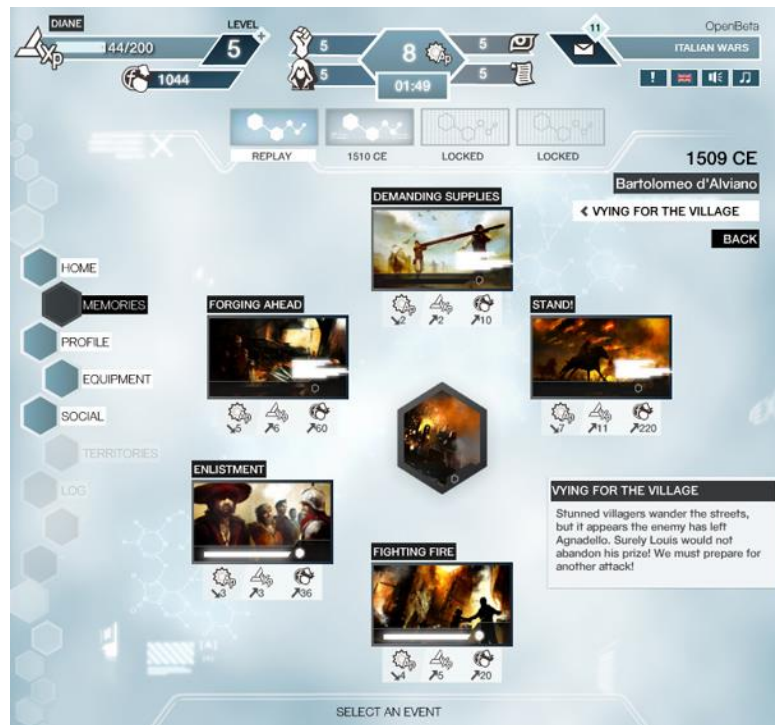 DIANE
XP
44/200
1044
LEVEL
5
5
5
8 AP
01:49
5
5
11
OpenBeta
ITALIAN WARS
!
REPLAY
1510 CE
LOCKED
LOCKED
1509 CE
Bartolomeo d'Alviano
VYING FOR THE VILLAGE
BACK
HOME
MEMORIES
PROFILE
EQUIPMENT
SOCIAL
TERRITORIES
LOG
DEMANDING SUPPLIES
2 2 10
FORGING AHEAD
5 6 60
STAND!
7 11 220
ENLISTMENT
3 3 36
FIGHTING FIRE
4 5 20
VYING FOR THE VILLAGE
Stunned villagers wander the streets,
but it appears the enemy has left
Agnadello. Surely Louis would not
abandon his prize! We must prepare for
another attack!
SELECT AN EVENT